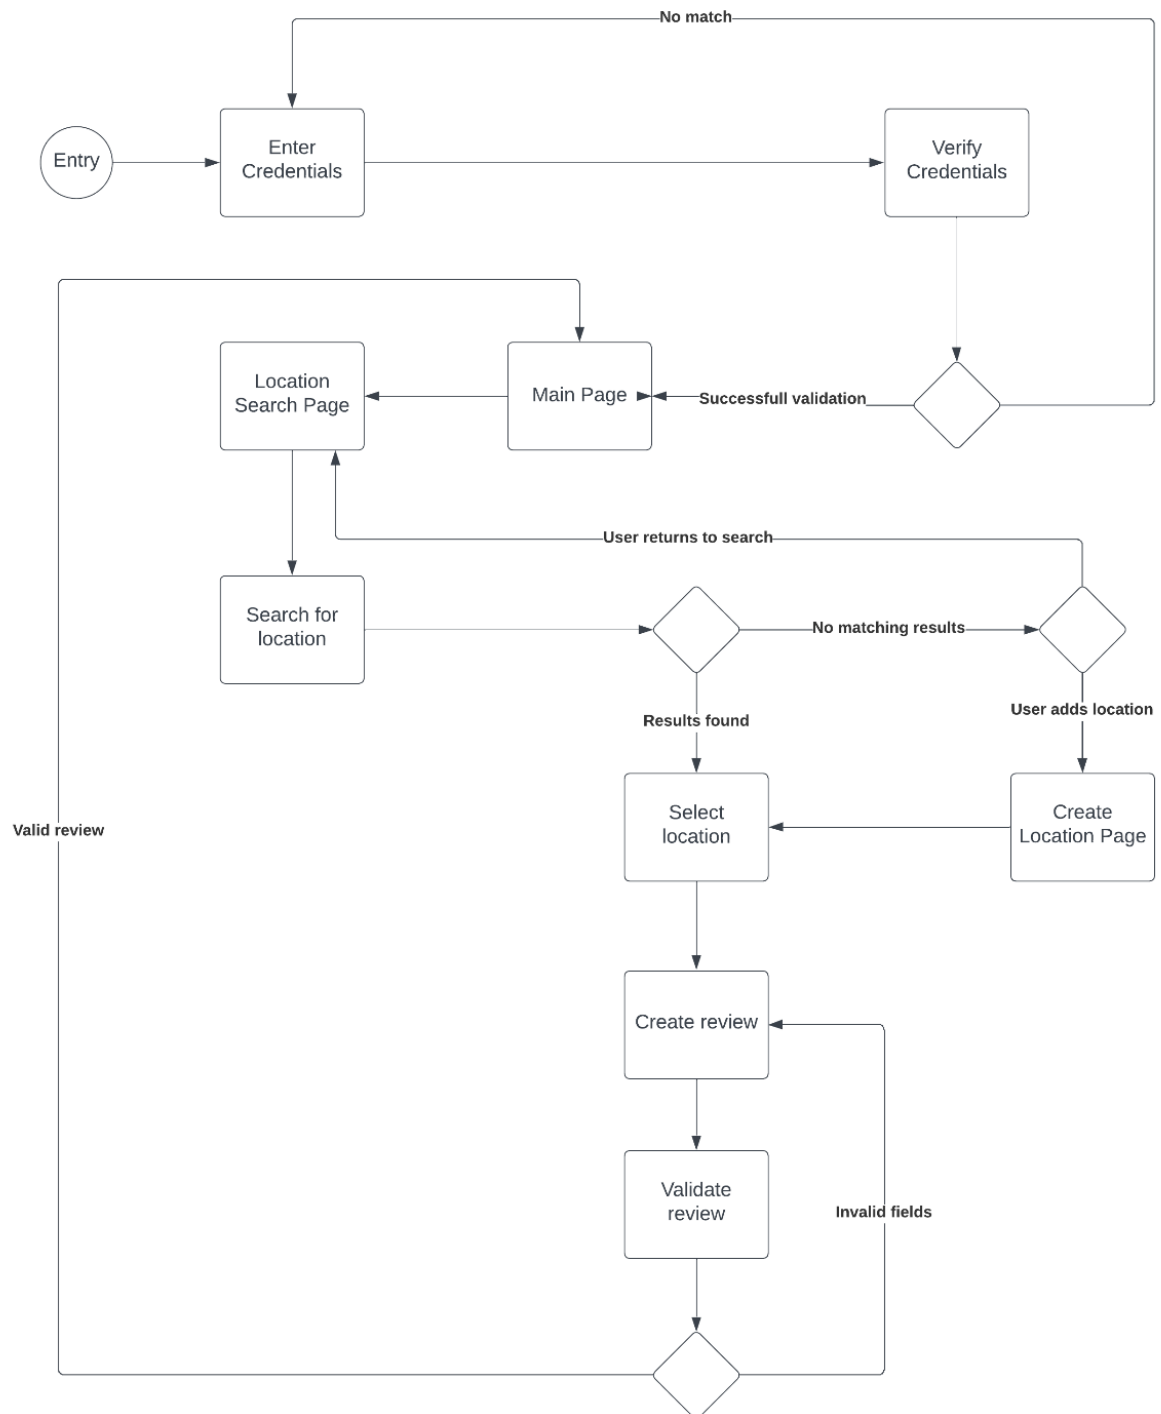 No match
Entry
Enter
Credentials
Verify
Credentials
Location
Search Page
Main Page
Successfull validation
User returns to search
Search for
location
No matching results
Results found
User adds location
Select
location
Create
Location Page
Valid review
Create review
Validate
review
Invalid fields